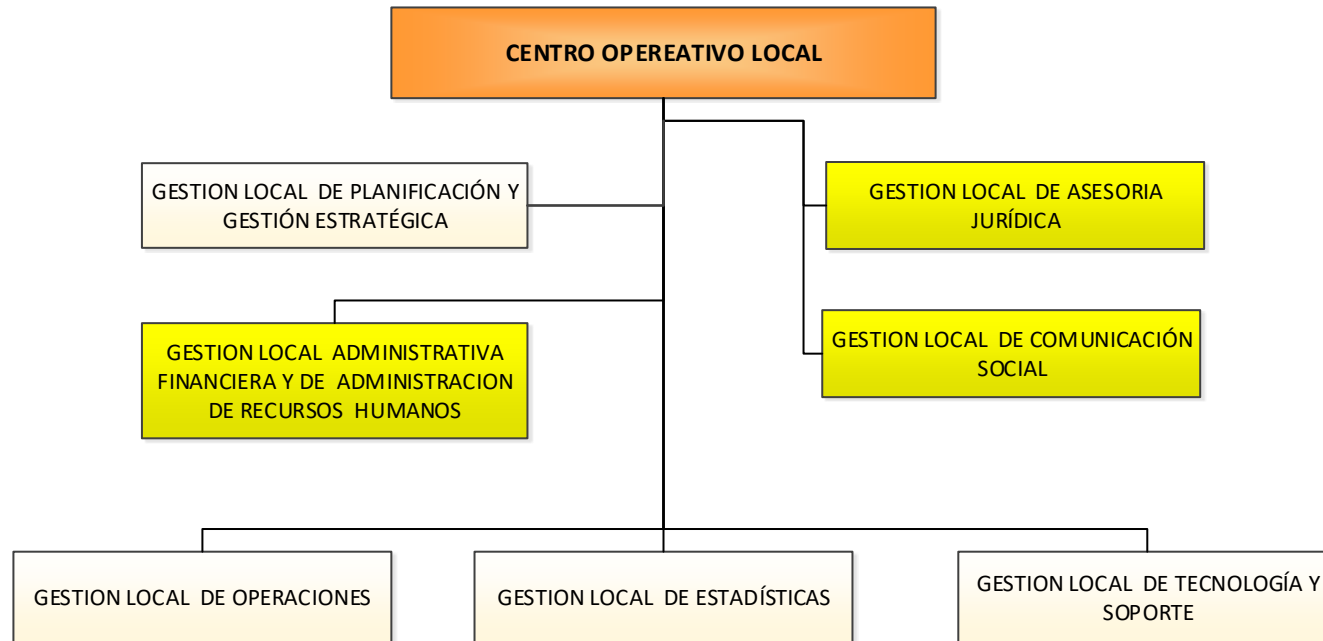 CENTRO OPEREATIVO LOCAL
GESTION LOCAL DE PLANIFICACIÓN Y
GESTIÓN ESTRATÉGICA
GESTION LOCAL DE ASESORIA
JURÍDICA
GESTION LOCAL ADMINISTRATIVA
FINANCIERA Y DE ADMINISTRACION
DE RECURSOS HUMANOS
GESTION LOCAL DE COMUNICACIÓN
SOCIAL
GESTION LOCAL DE OPERACIONES
GESTION LOCAL DE ESTADÍSTICAS
GESTION LOCAL DE TECNOLOGÍA Y
SOPORTE